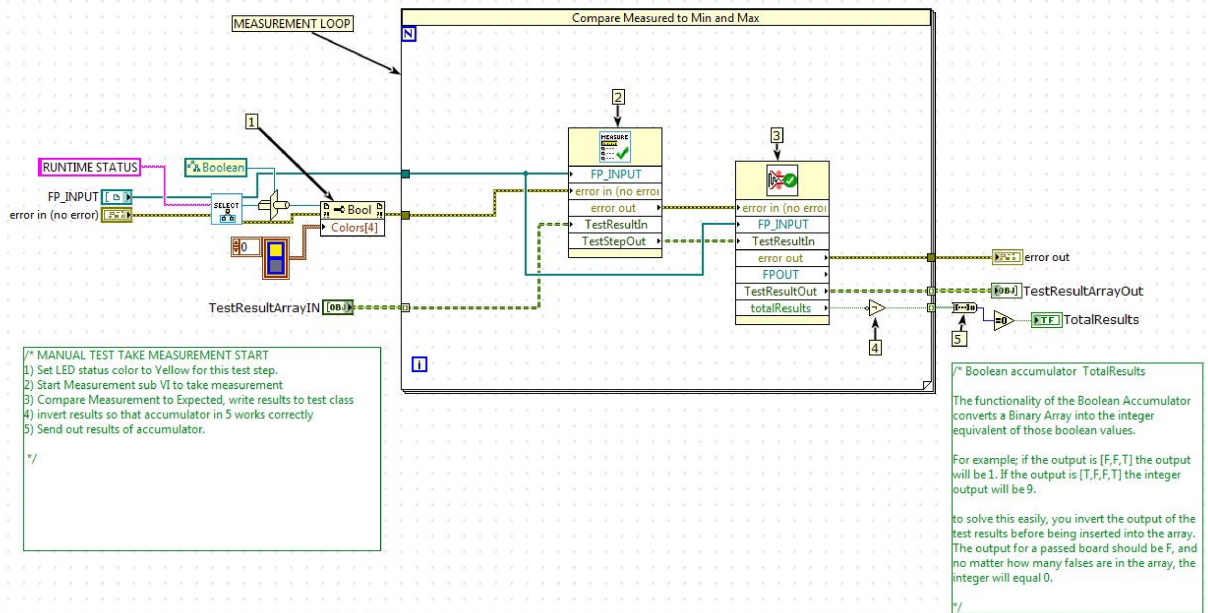 MEASUREMENT LOOP
Compare Measured to Min and Max
N
1
2
3
MEASURE
RUNTIME STATUS
Boolean
FP_INPUT
error in (no error)
SELECT
Bool
Colors[4]
0
TestResultArrayIN
OBJ
FP_INPUT
error in (no erro
error out
TestResultIn
TestStepOut
error in (no erro
FP_INPUT
TestResultIn
error out
FPOUT
TestResultOut
totalResults
4
i
error out
OBJ
TestResultArrayOut
=0
TF
TotalResults
5
/* MANUAL TEST TAKE MEASUREMENT START
1) Set LED status color to Yellow for this test step.
2) Start Measurement sub VI to take measurement
3) Compare Measurement to Expected, write results to test class
4) invert results so that accumulator in 5 works correctly
5) Send out results of accumulator.
*/
/* Boolean accumulator TotalResults
The functionality of the Boolean Accumulator
converts a Binary Array into the integer
equivalent of those boolean values.
For example; if the output is [F,F,T] the output
will be 1. If the output is [T,F,F,T] the integer
output will be 9.
to solve this easily, you invert the output of the
test results before being inserted into the array.
The output for a passed board should be F, and
no matter how many falses are in the array, the
integer will equal 0.
*/